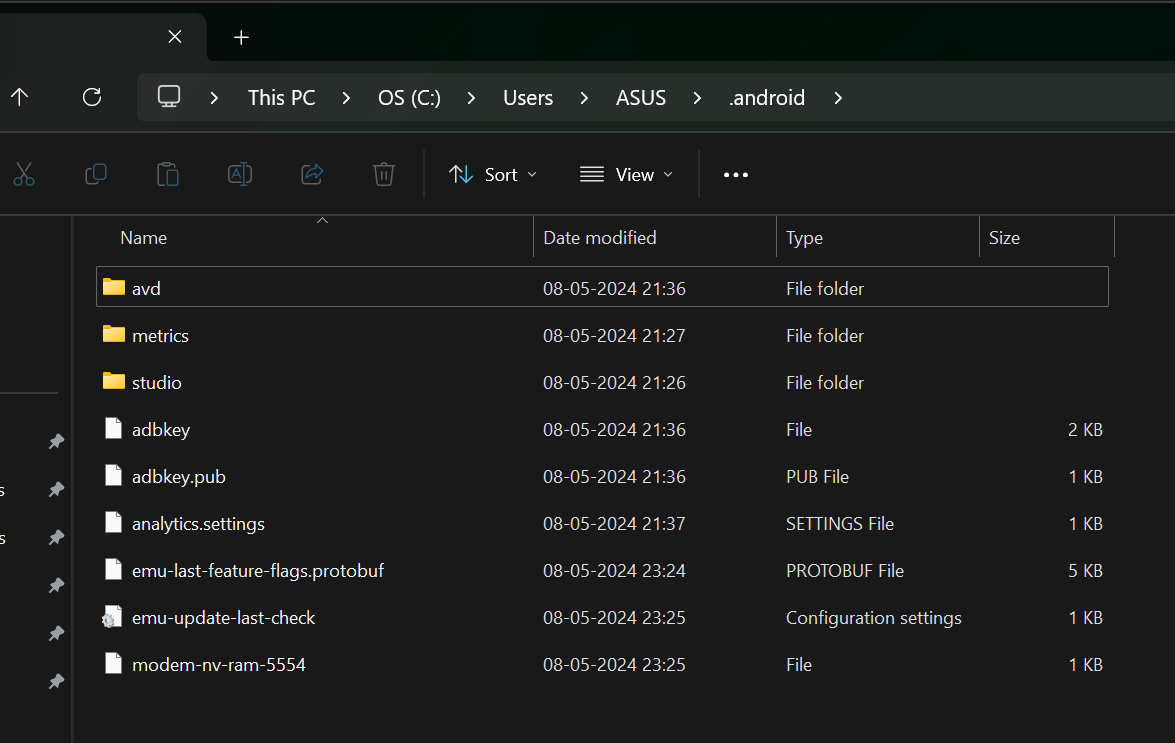 This PC > OS (C:) > Users > ASUS > .android >
Sort View
Name Date modified Type Size
avd 08-05-2024 21:36 File folder
metrics 08-05-2024 21:27 File folder
studio 08-05-2024 21:26 File folder
adbkey 08-05-2024 21:36 File 2 KB
adbkey.pub 08-05-2024 21:36 PUB File 1 KB
s
analytics.settings 08-05-2024 21:37 SETTINGS File 1 KB
s
emu-last-feature-flags.protobuf 08-05-2024 23:24 PROTOBUF File 5 KB
emu-update-last-check 08-05-2024 23:25 Configuration settings 1 KB
modem-nv-ram-5554 08-05-2024 23:25 File 1 KB